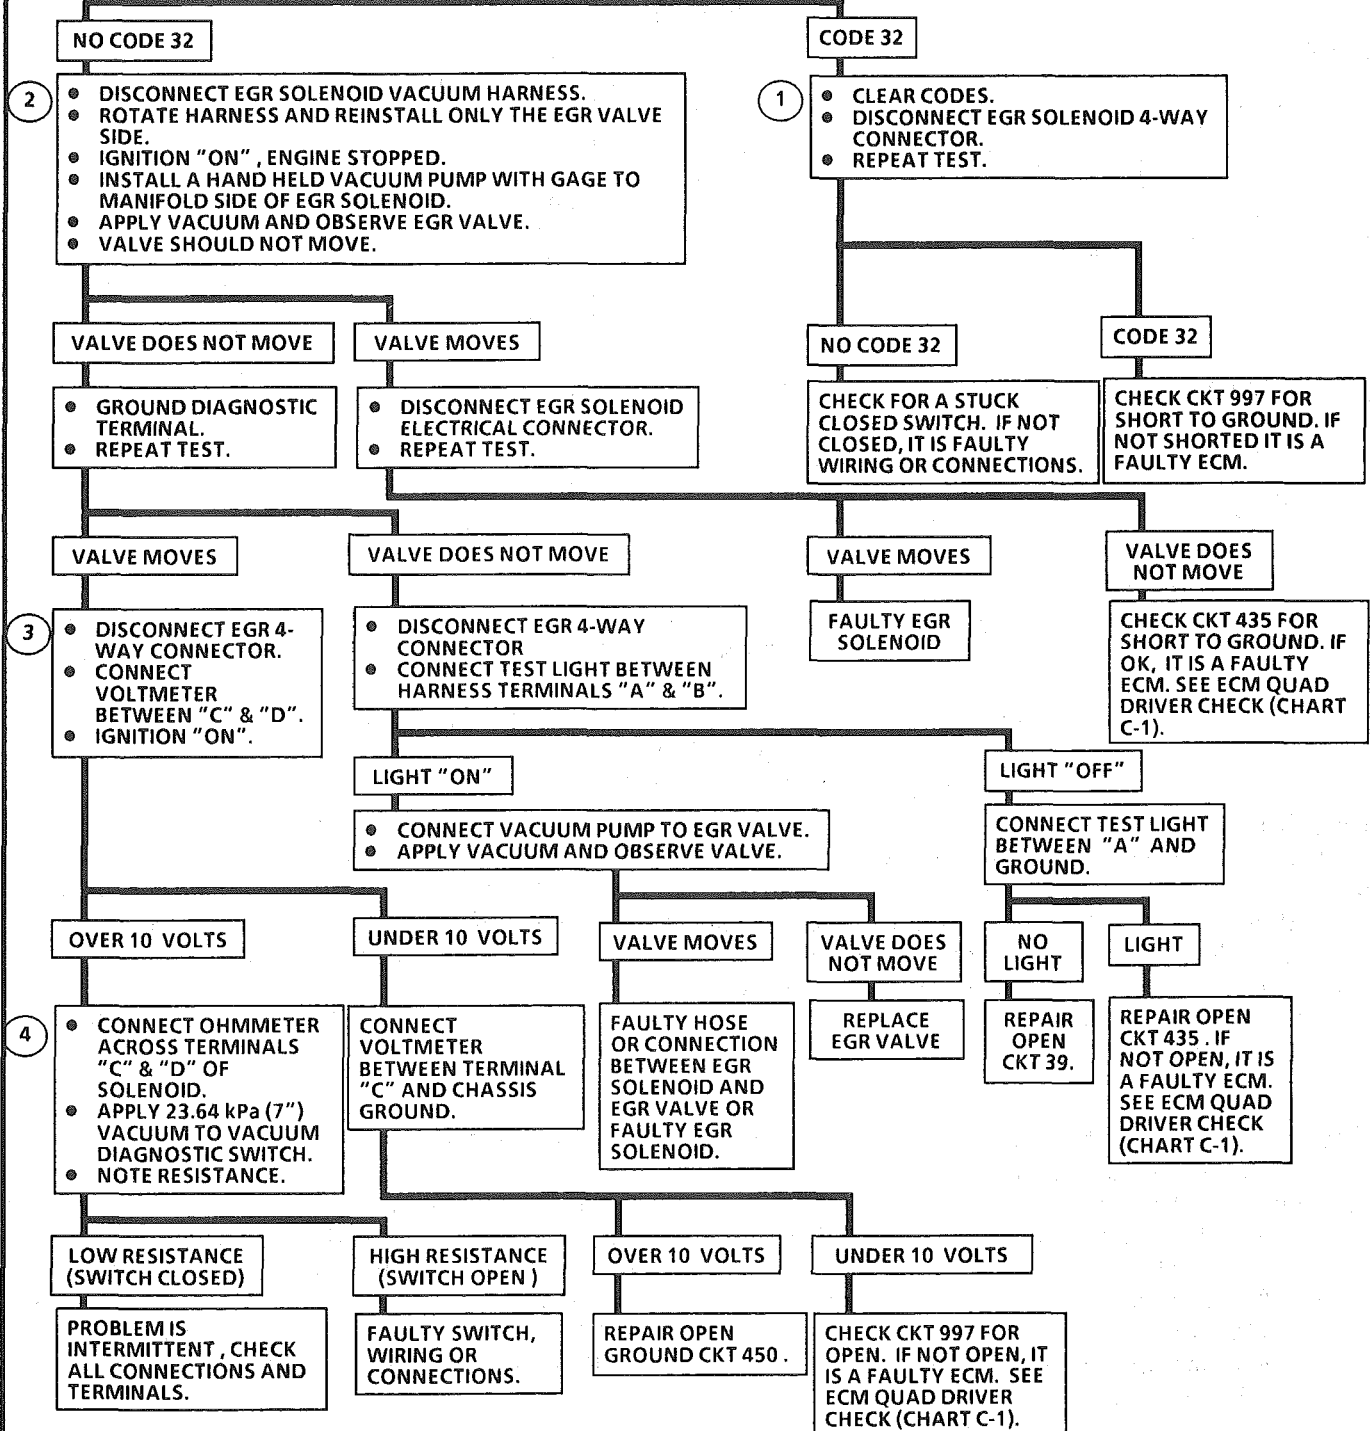 NO CODE 32
CODE 32
2
● DISCONNECT EGR SOLENOID VACUUM HARNESS.
● ROTATE HARNESS AND REINSTALL ONLY THE EGR VALVE
SIDE.
● IGNITION "ON" , ENGINE STOPPED.
● INSTALL A HAND HELD VACUUM PUMP WITH GAGE TO
MANIFOLD SIDE OF EGR SOLENOID.
● APPLY VACUUM AND OBSERVE EGR VALVE.
● VALVE SHOULD NOT MOVE.
1
● CLEAR CODES.
● DISCONNECT EGR SOLENOID 4-WAY
CONNECTOR.
● REPEAT TEST.
VALVE DOES NOT MOVE
VALVE MOVES
NO CODE 32
CODE 32
● GROUND DIAGNOSTIC
TERMINAL.
● REPEAT TEST.
● DISCONNECT EGR SOLENOID
ELECTRICAL CONNECTOR.
● REPEAT TEST.
CHECK FOR A STUCK
CLOSED SWITCH. IF NOT
CLOSED, IT IS FAULTY
WIRING OR CONNECTIONS.
CHECK CKT 997 FOR
SHORT TO GROUND. IF
NOT SHORTED IT IS A
FAULTY ECM.
VALVE MOVES
VALVE DOES NOT MOVE
VALVE MOVES
VALVE DOES
NOT MOVE
3
● DISCONNECT EGR 4-
WAY CONNECTOR.
● CONNECT
VOLTMETER
BETWEEN "C" & "D".
● IGNITION "ON".
● DISCONNECT EGR 4-WAY
CONNECTOR
● CONNECT TEST LIGHT BETWEEN
HARNESS TERMINALS "A" & "B".
FAULTY EGR
SOLENOID
CHECK CKT 435 FOR
SHORT TO GROUND. IF
OK, IT IS A FAULTY
ECM. SEE ECM QUAD
DRIVER CHECK (CHART
C-1).
LIGHT "ON"
LIGHT "OFF"
● CONNECT VACUUM PUMP TO EGR VALVE.
● APPLY VACUUM AND OBSERVE VALVE.
CONNECT TEST LIGHT
BETWEEN "A" AND
GROUND.
OVER 10 VOLTS
UNDER 10 VOLTS
VALVE MOVES
VALVE DOES
NOT MOVE
NO
LIGHT
LIGHT
4
● CONNECT OHMMETER
ACROSS TERMINALS
"C" & "D" OF
SOLENOID.
● APPLY 23.64 kPa (7")
VACUUM TO VACUUM
DIAGNOSTIC SWITCH.
● NOTE RESISTANCE.
CONNECT
VOLTMETER
BETWEEN TERMINAL
"C" AND CHASSIS
GROUND.
FAULTY HOSE
OR CONNECTION
BETWEEN EGR
SOLENOID AND
EGR VALVE OR
FAULTY EGR
SOLENOID.
REPLACE
EGR VALVE
REPAIR
OPEN
CKT 39.
REPAIR OPEN
CKT 435 . IF
NOT OPEN, IT IS
A FAULTY ECM.
SEE ECM QUAD
DRIVER CHECK
(CHART C-1).
LOW RESISTANCE
(SWITCH CLOSED)
HIGH RESISTANCE
(SWITCH OPEN )
OVER 10 VOLTS
UNDER 10 VOLTS
PROBLEM IS
INTERMITTENT , CHECK
ALL CONNECTIONS AND
TERMINALS.
FAULTY SWITCH,
WIRING OR
CONNECTIONS.
REPAIR OPEN
GROUND CKT 450 .
CHECK CKT 997 FOR
OPEN. IF NOT OPEN, IT
IS A FAULTY ECM. SEE
ECM QUAD DRIVER
CHECK (CHART C-1).